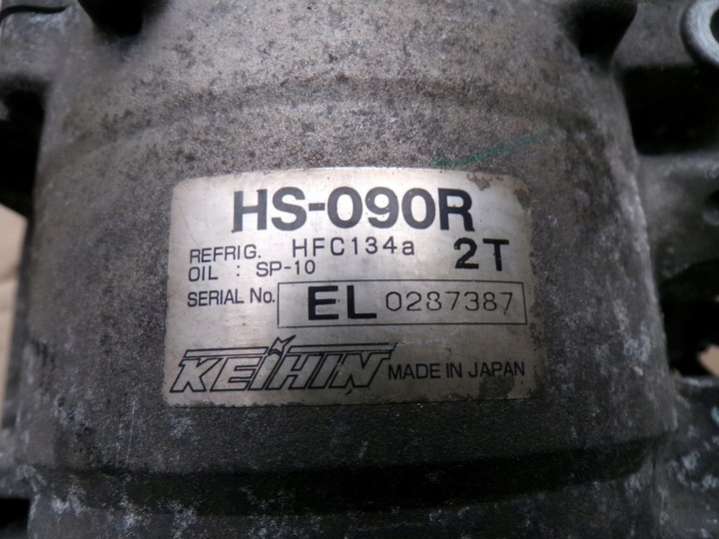 HS-090R
REFRIG. HFC134a 2T
OIL : SP-10
SERIAL No. EL 0287387
KEIHIN MADE IN JAPAN